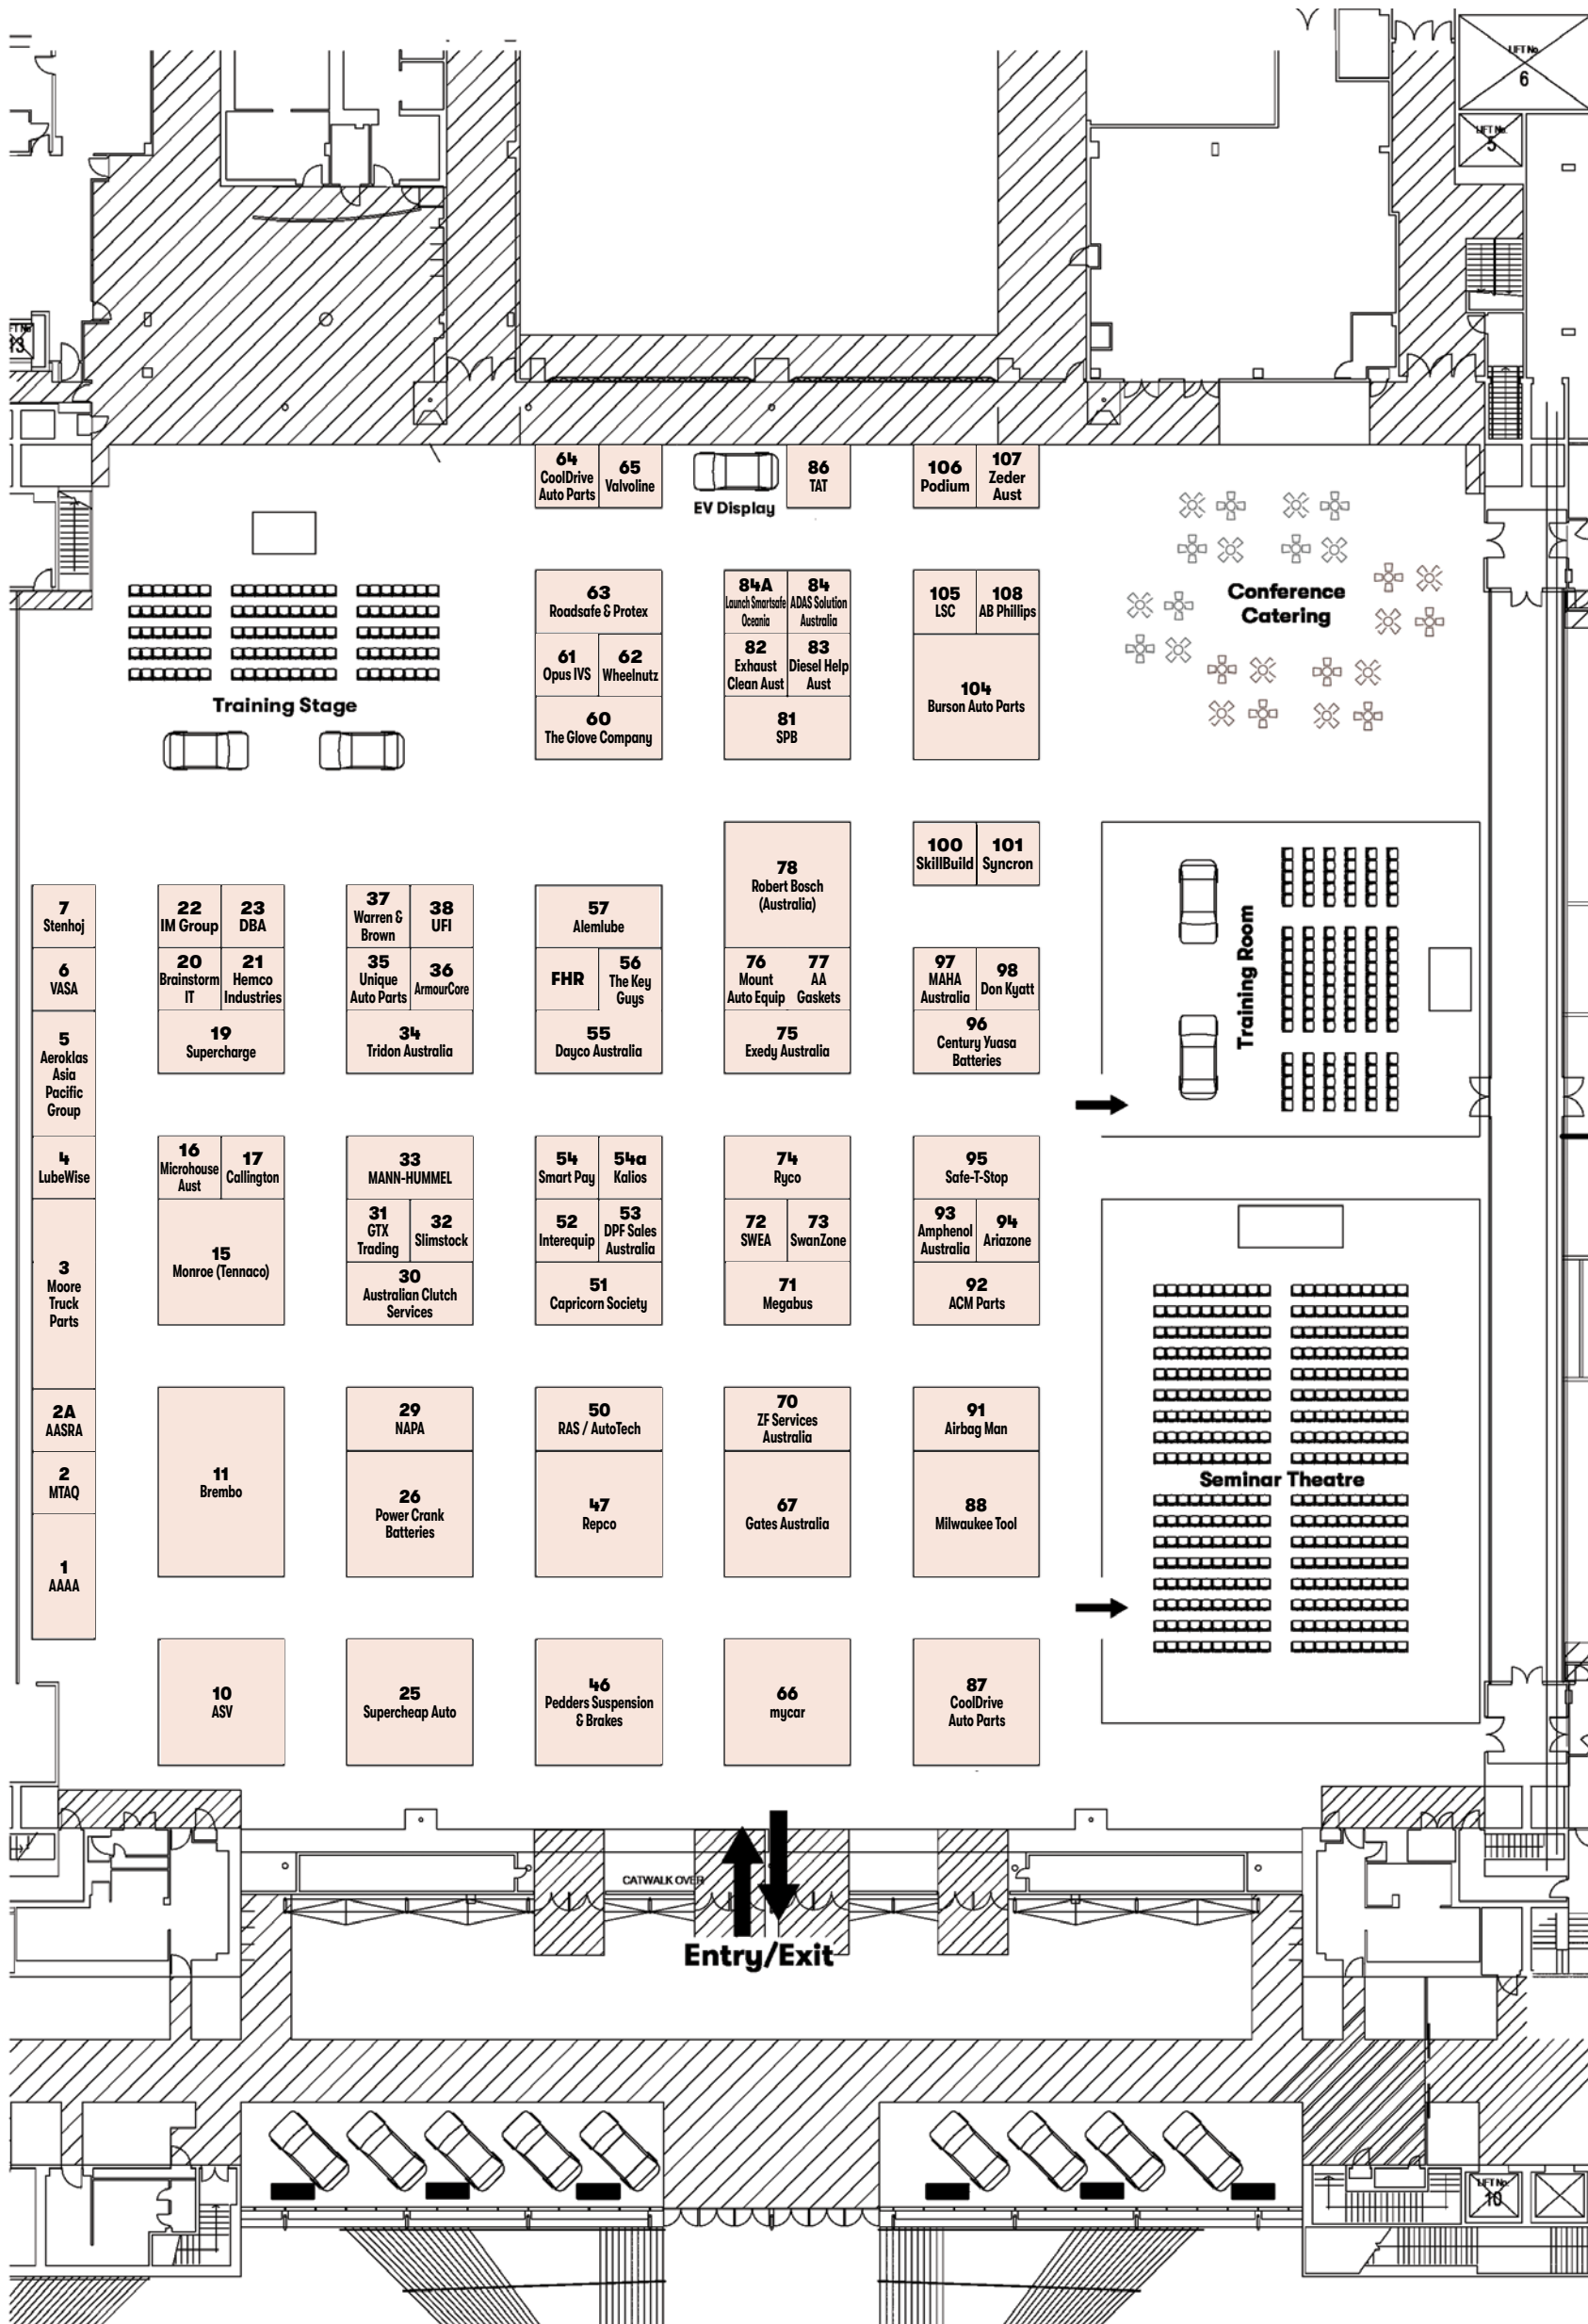 LIFT No.
6
LIFT No.
5
13
64
CoolDrive
Auto Parts
65
Valvoline
EV Display
86
TAT
106
Podium
107
Zeder
Aust
63
Roadsafe & Protex
84A
Launch Smartsafe
Oceania
84
ADAS Solution
Australia
105
LSC
108
AB Phillips
Conference
Catering
61
Opus IVS
62
Wheelnutz
82
Exhaust
Clean Aust
83
Diesel Help
Aust
104
Burson Auto Parts
Training Stage
60
The Glove Company
81
SPB
78
Robert Bosch
(Australia)
100
SkillBuild
101
Syncron
7
Stenhoj
22
IM Group
23
DBA
37
Warren &
Brown
38
UFI
57
Alemlube
Training Room
6
VASA
20
Brainstorm
IT
21
Hemco
Industries
35
Unique
Auto Parts
36
ArmourCore
FHR
56
The Key
Guys
76
Mount
Auto Equip
77
AA
Gaskets
97
MAHA
Australia
98
Don Kyatt
5
Aeroklas
Asia
Pacific
Group
19
Supercharge
34
Tridon Australia
55
Dayco Australia
75
Exedy Australia
96
Century Yuasa
Batteries
4
LubeWise
16
Microhouse
Aust
17
Callington
33
MANN-HUMMEL
54
Smart Pay
54a
Kalios
74
Ryco
95
Safe-T-Stop
3
Moore
Truck
Parts
15
Monroe (Tennaco)
31
GTX
Trading
32
Slimstock
52
Interequip
53
DPF Sales
Australia
72
SWEA
73
SwanZone
93
Amphenol
Australia
94
Ariazone
30
Australian Clutch
Services
51
Capricorn Society
71
Megabus
92
ACM Parts
2A
AASRA
11
Brembo
29
NAPA
50
RAS / AutoTech
70
ZF Services
Australia
91
Airbag Man
Seminar Theatre
2
MTAQ
26
Power Crank
Batteries
47
Repco
67
Gates Australia
88
Milwaukee Tool
1
AAAA
10
ASV
25
Supercheap Auto
46
Pedders Suspension
& Brakes
66
mycar
87
CoolDrive
Auto Parts
CATWALK OVER
Entry/Exit
LIFT No.
10